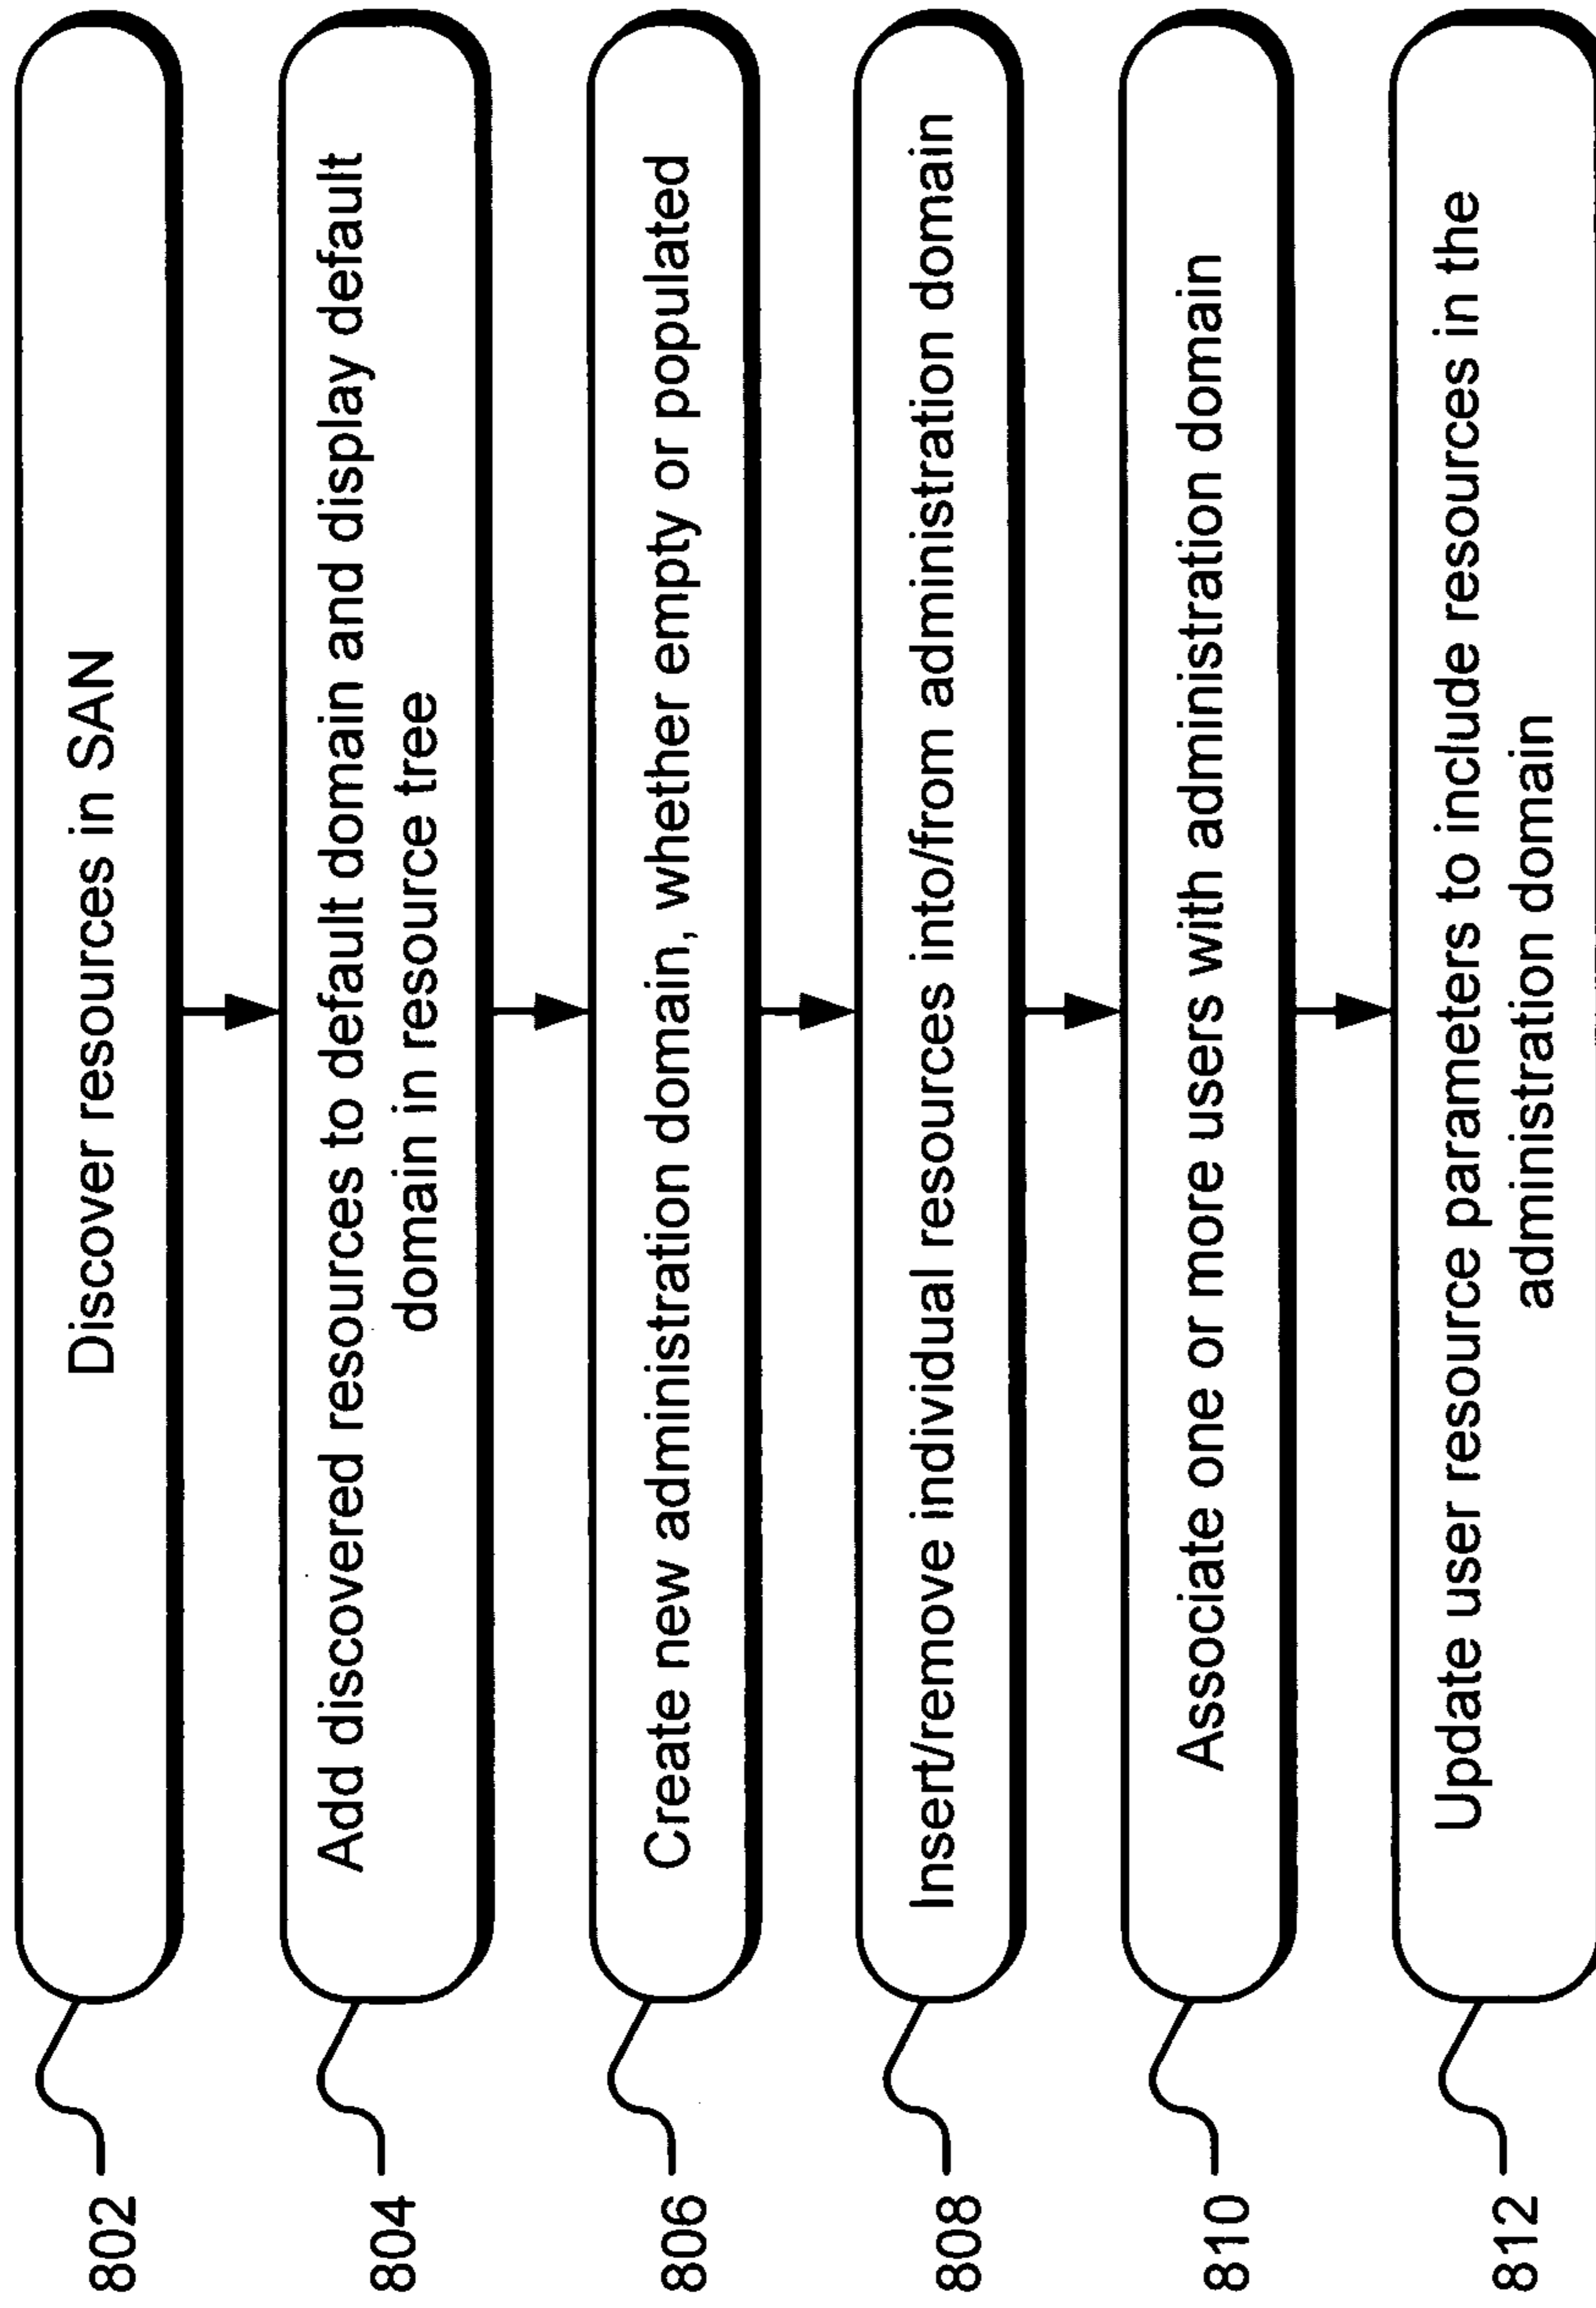 802
Discover resources in SAN
804
Add discovered resources to default domain and display default
domain in resource tree
806
Create new administration domain, whether empty or populated
808
Insert/remove individual resources into/from administration domain
810
Associate one or more users with administration domain
812
Update user resource parameters to include resources in the
administration domain